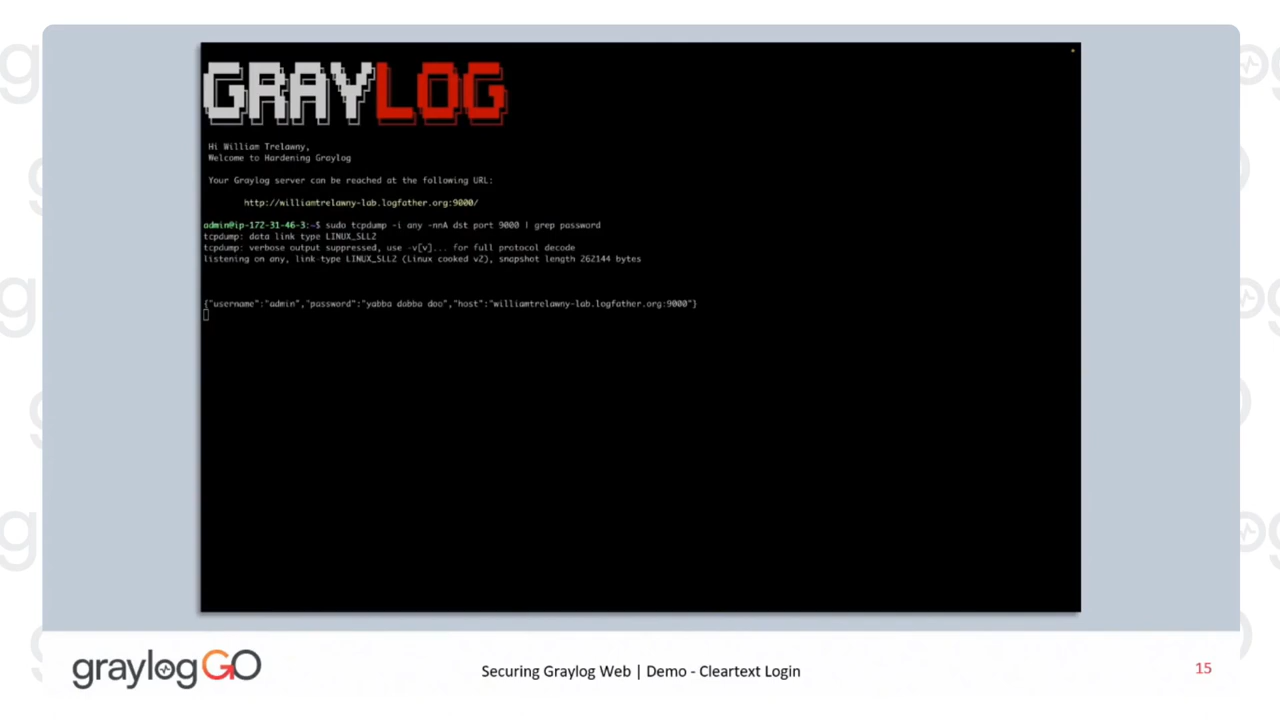 GRAYLOG
Hi William Trelawny,
Welcome to Hardening Graylog
Your Graylog server can be reached at the following URL:
http://williamtrelawny-lab.logfather.org:9000/
admin@ip-172-31-46-3:~$ sudo tcpdump -i any -nnA dst port 9000 | grep password
tcpdump: data link type LINUX_SLL2
tcpdump: verbose output suppressed, use -v[v]... for full protocol decode
listening on any, link-type LINUX_SLL2 (Linux cooked v2), snapshot length 262144 bytes
{"username":"admin","password":"yabba dabba doo","host":"williamtrelawny-lab.logfather.org:9000"}
graylog GO
Securing Graylog Web | Demo - Cleartext Login
15